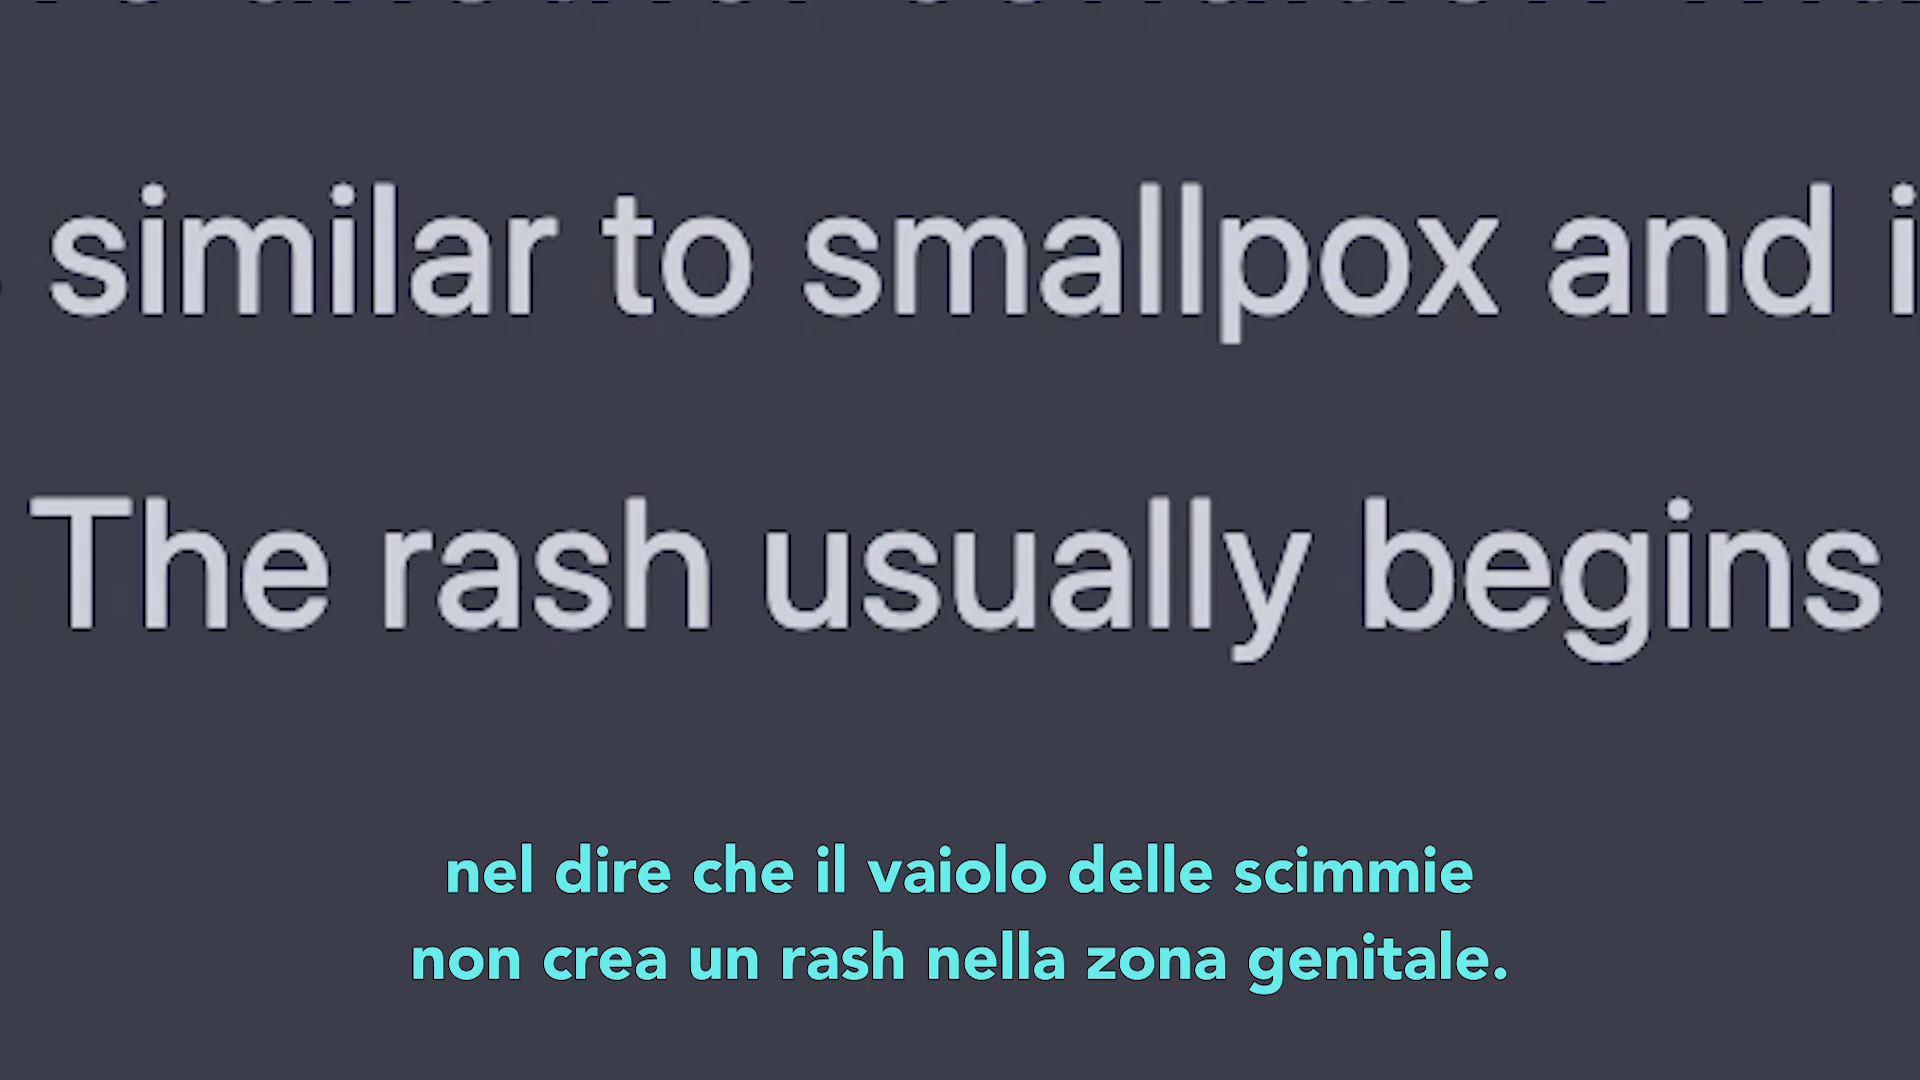 similar to smallpox and
The rash usually begins
nel dire che il vaiolo delle scimmie
non crea un rash nella zona genitale.